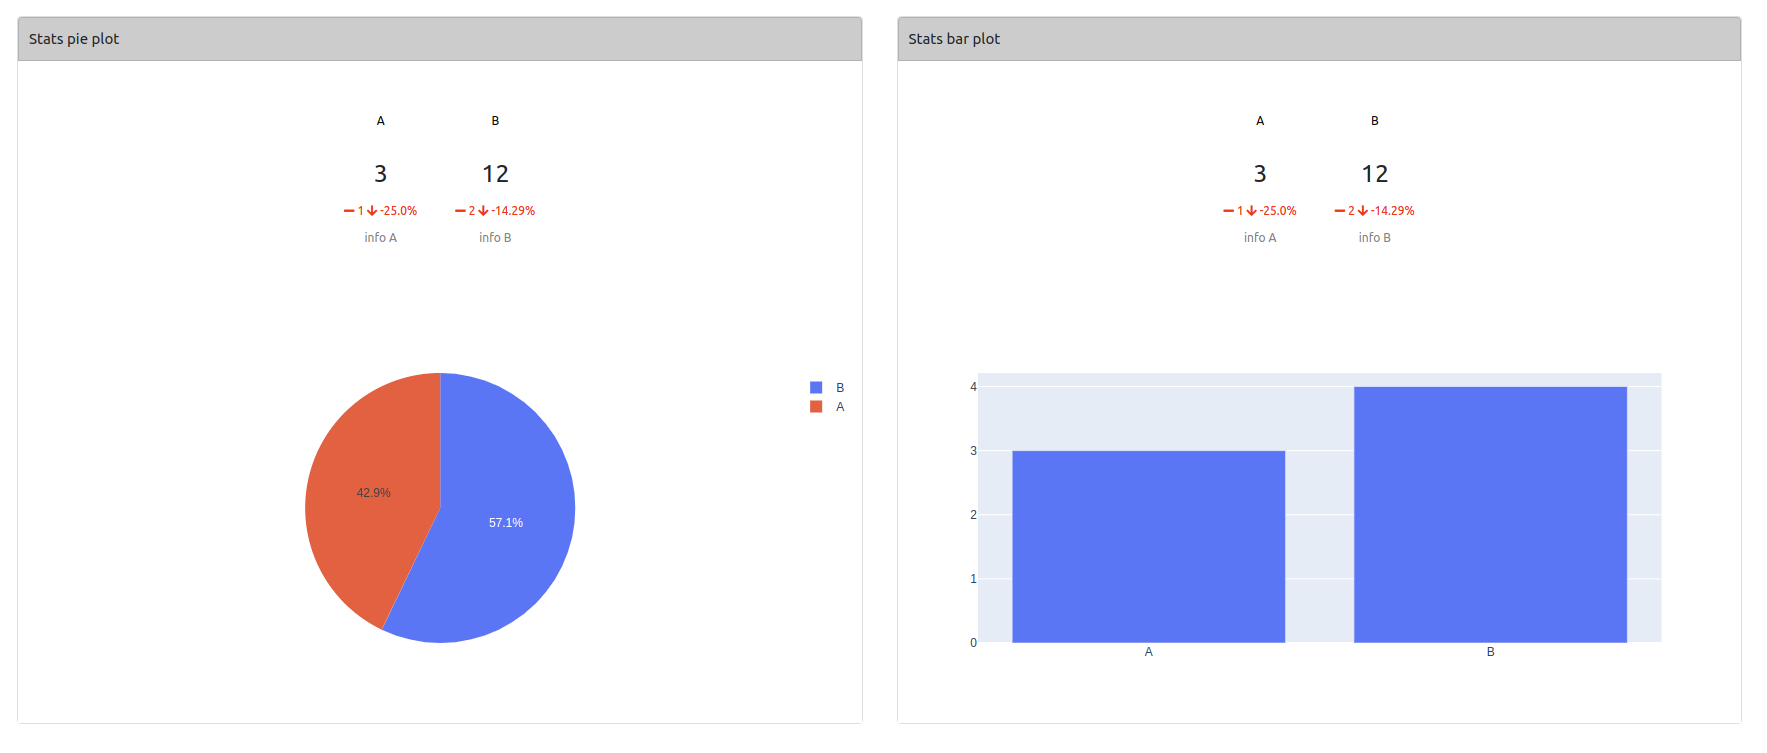 Stats pie plot
A B
3 12
1 -25.0% 2 -14.29%
info A info B
B
A
42.9%
57.1%
Stats bar plot
A B
3 12
1 -25.0% 2 -14.29%
info A info B
4
3
2
1
0
A B